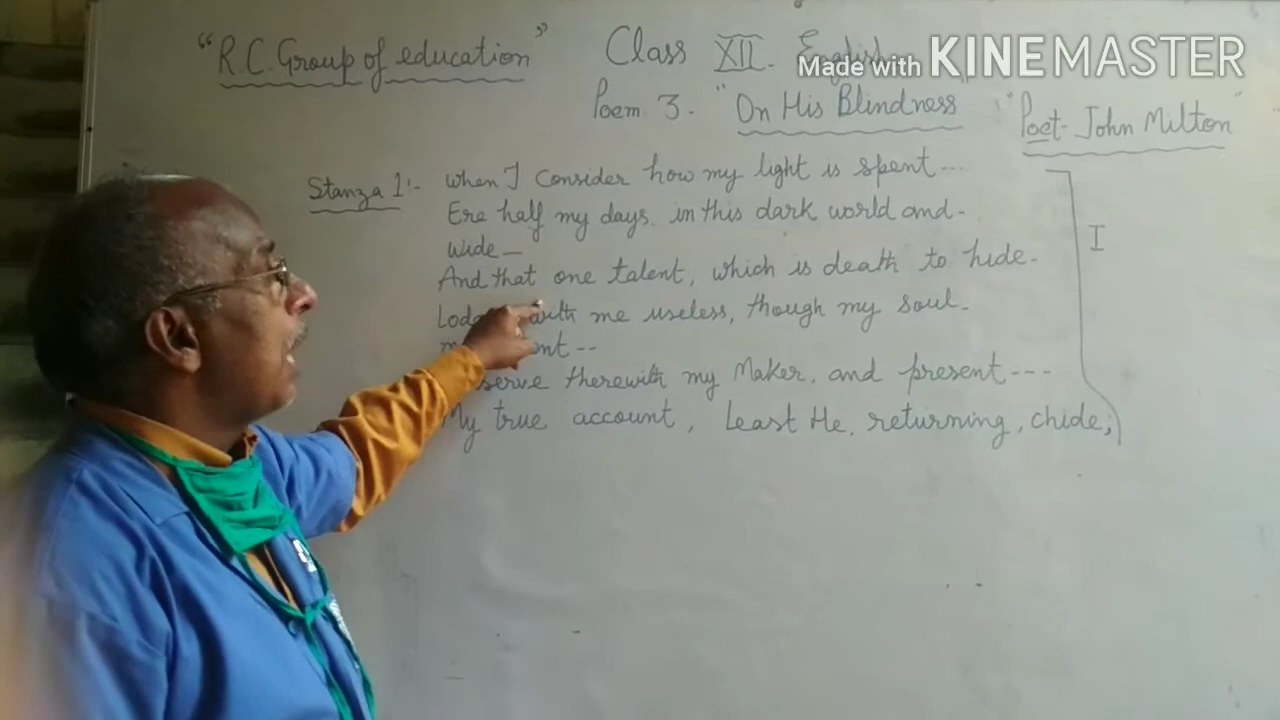 "R.C. Group of education"
Class XII. English
Made with KINEMASTER
Poem 3. "On His Blindness"
"Poet- John Milton"
Stanza 1:- When I consider how my light is spent---
Ere half my days. in this dark world and-
wide-
And that one talent, which is death to hide-
with me useless, though my soul-
serve therewith my Maker, and present---
My true account, Least He, returning, chide;
I